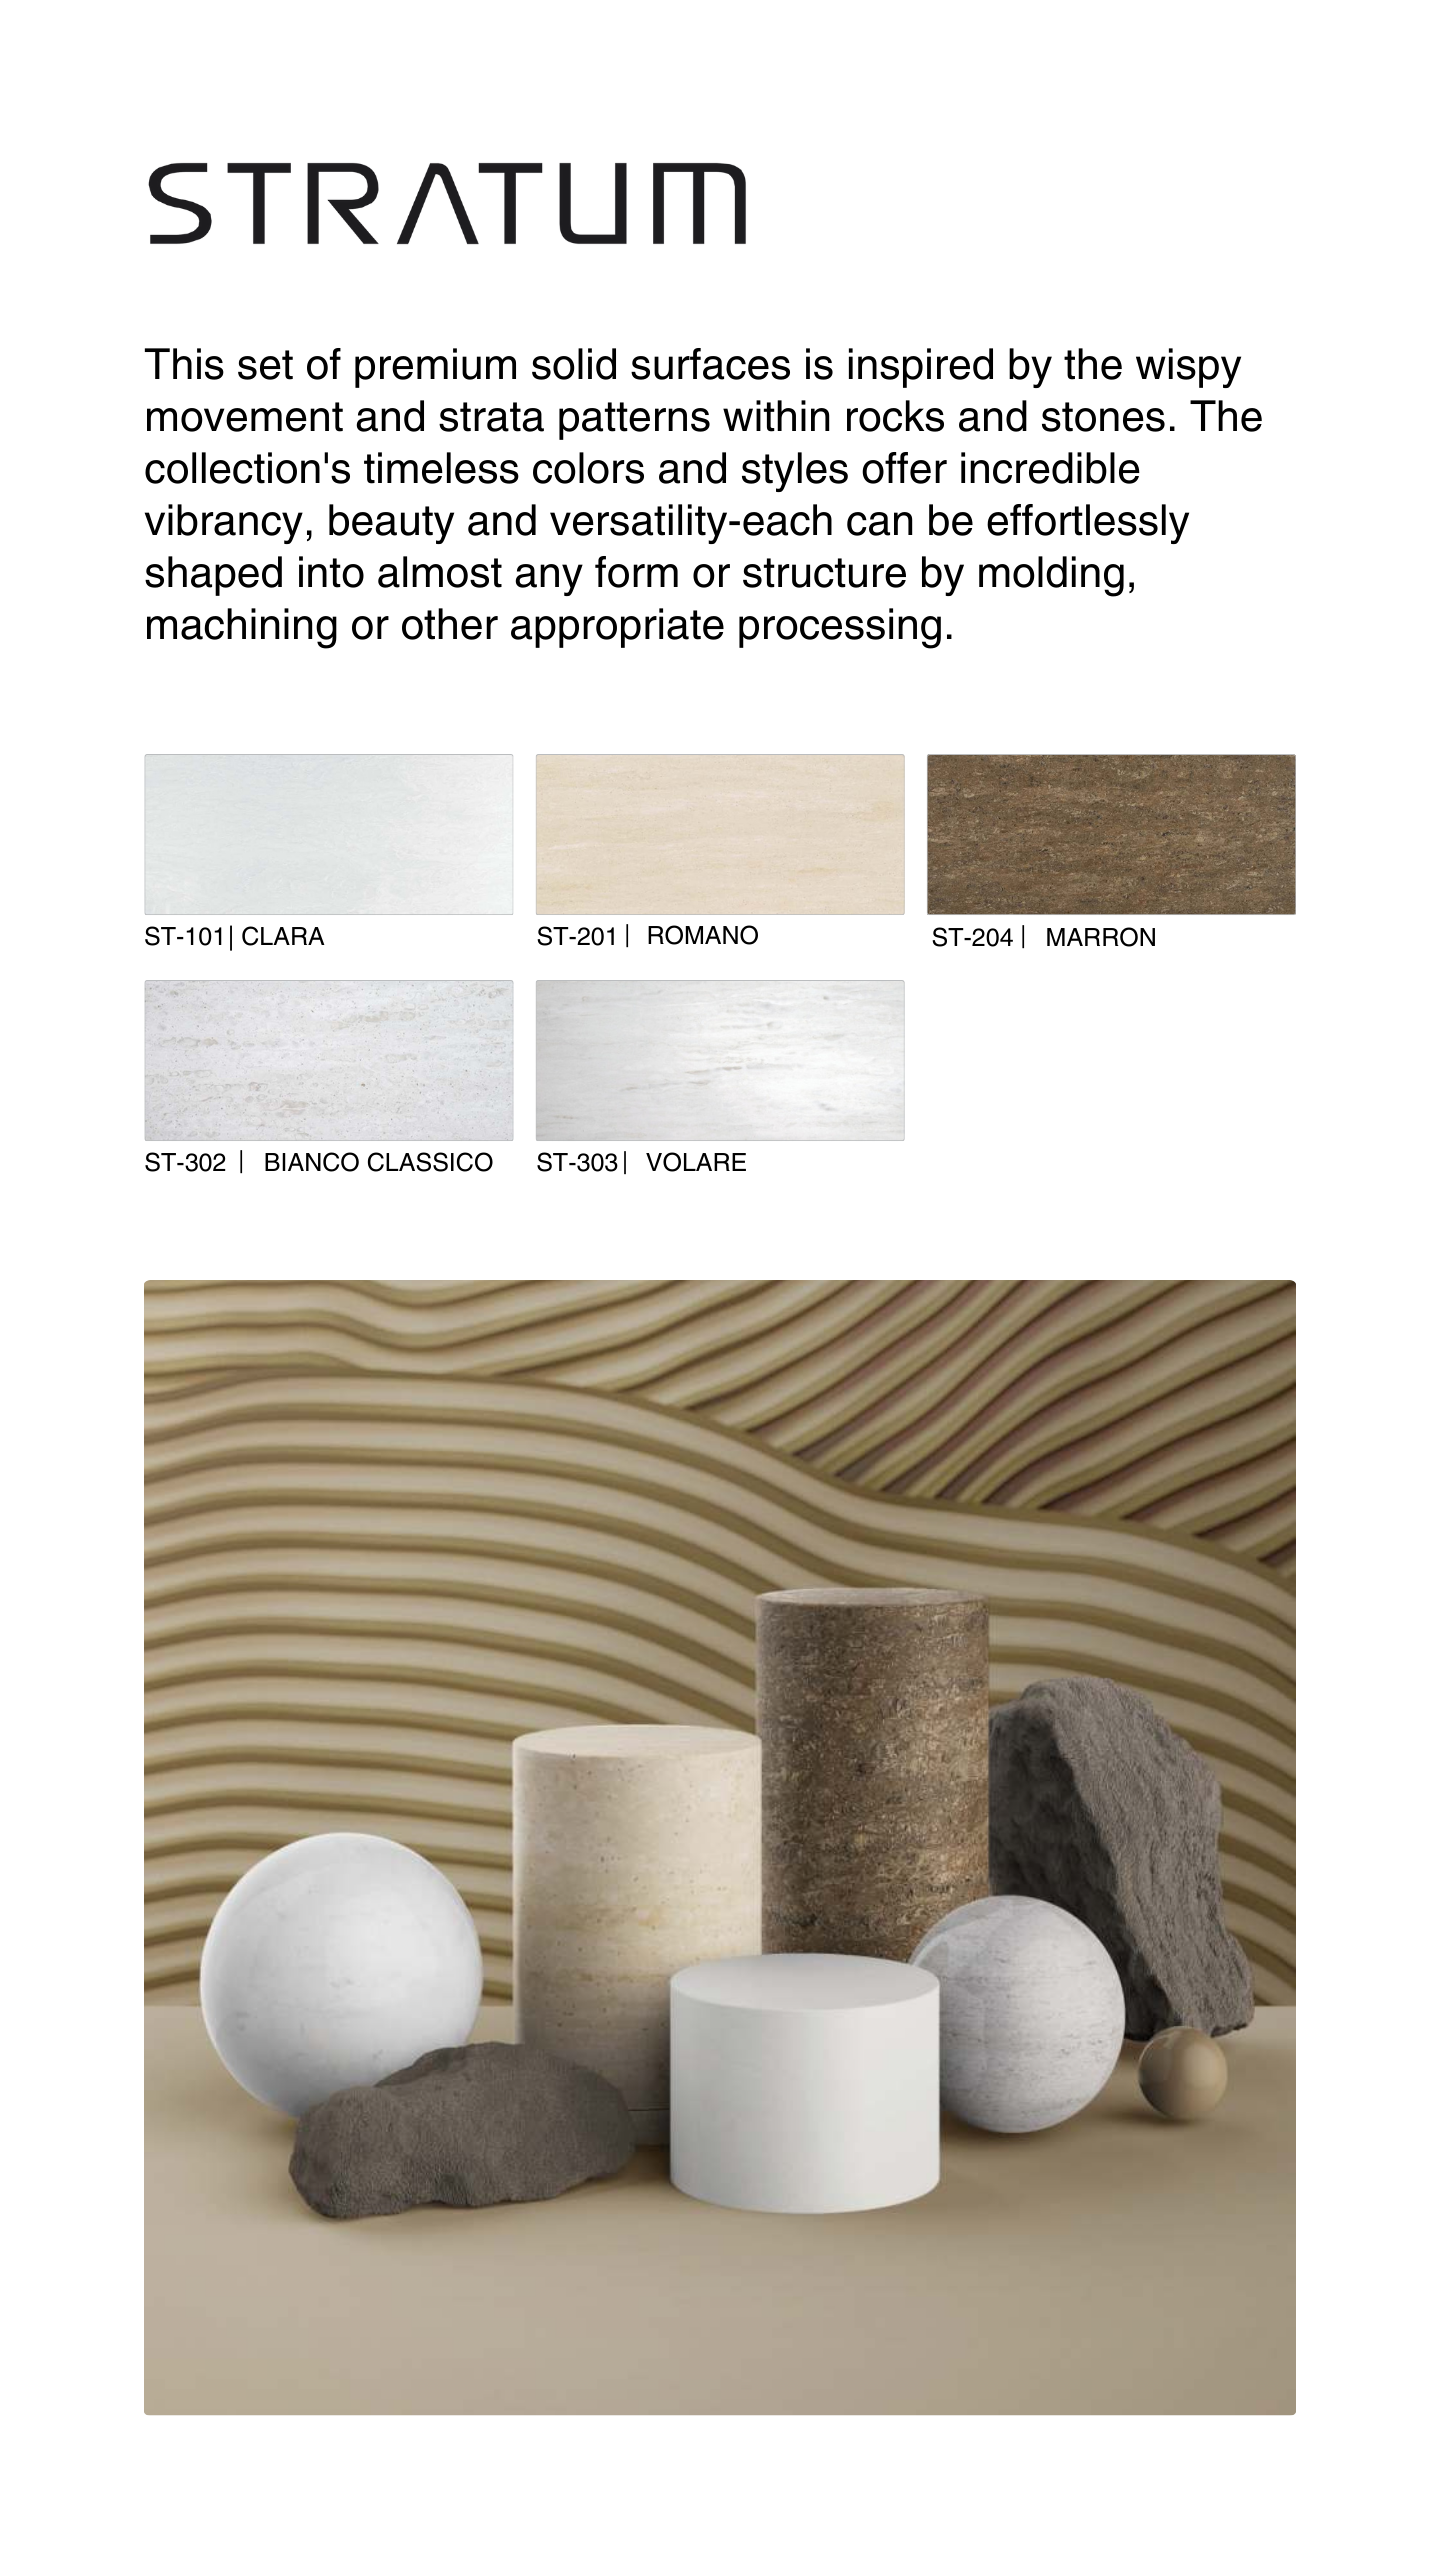 STRATUM
This set of premium solid surfaces is inspired by the wispy
movement and strata patterns within rocks and stones. The
collection's timeless colors and styles offer incredible
vibrancy, beauty and versatility-each can be effortlessly
shaped into almost any form or structure by molding,
machining or other appropriate processing.
ST-101| CLARA
ST-201 | ROMANO
ST-204 | MARRON
ST-302 | BIANCO CLASSICO
ST-303 | VOLARE